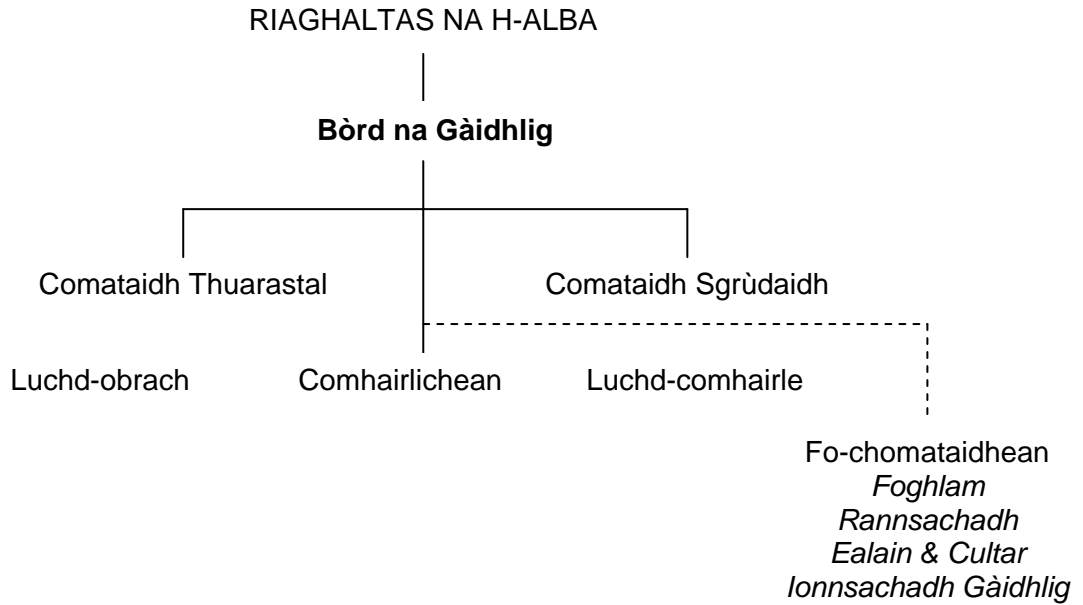 RIAGHALTAS NA H-ALBA
Bòrd na Gàidhlig
Comataidh Thuarastal
Comataidh Sgrùdaidh
Luchd-obrach
Comhairlichean
Luchd-comhairle
Fo-chomataidhean
Foghlam
Rannsachadh
Ealain & Cultar
Ionnsachadh Gàidhlig